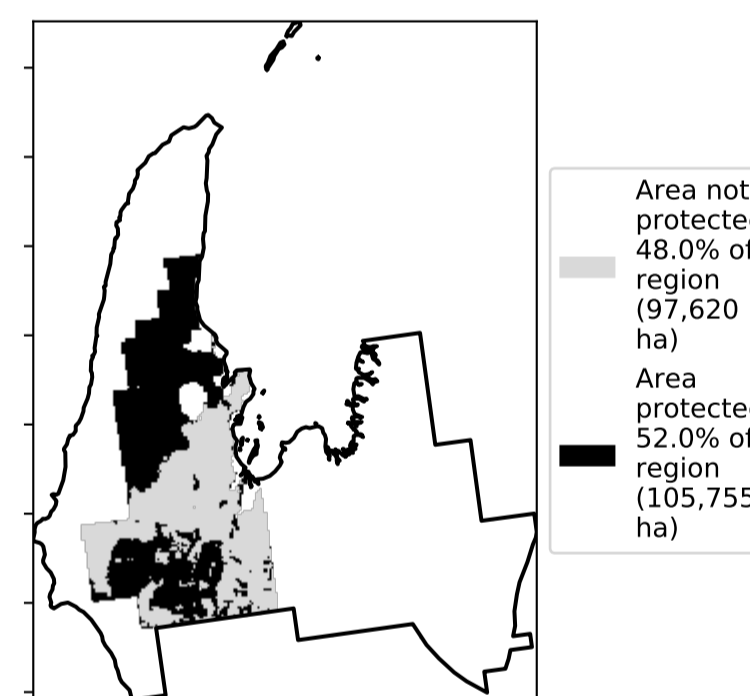 Area not
protecte
48.0% of
region
(97,620
ha)
Area
protecte
52.0% of
region
(105,755
ha)